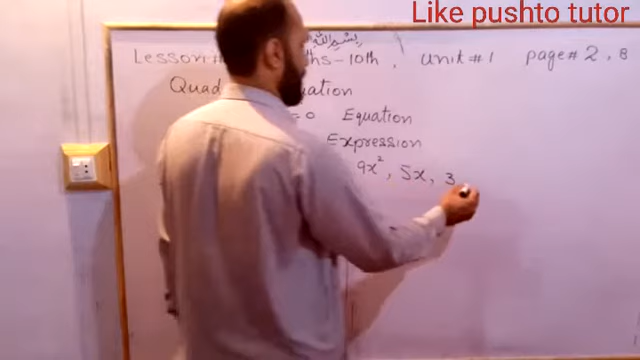 Like pushto tutor
بسم الله
Lesson # ths-10th, unit #1 page# 2, 8
Quad uation
=0 Equation
Expression
9x², 5x, 3